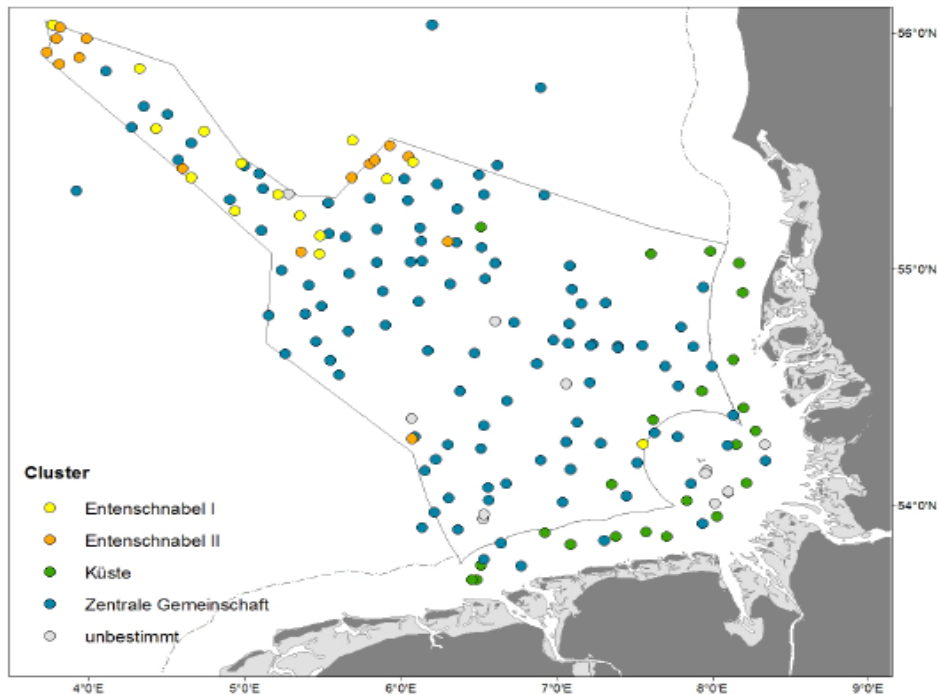 56°0'N
55°0'N
54°0'N
Cluster
Entenschnabel I
Entenschnabel II
Küste
Zentrale Gemeinschaft
unbestimmt
4°0'E
5°0'E
6°0'E
7°0'E
8°0'E
9°0'E